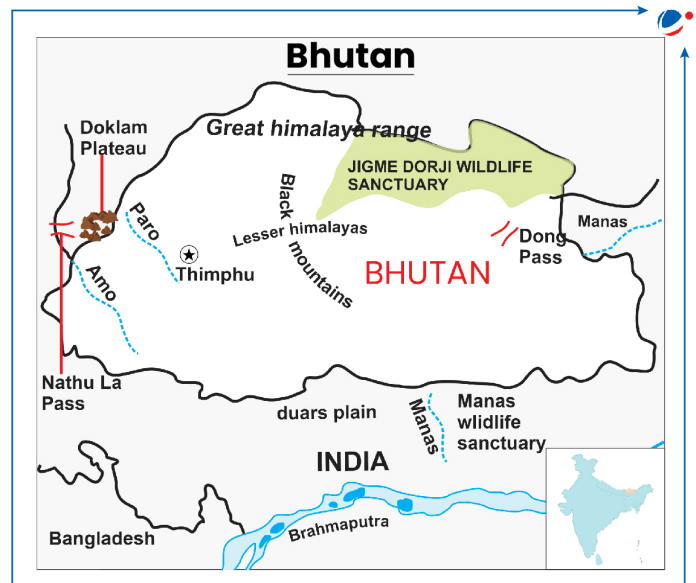 Bhutan
Great himalaya range
Doklam
Plateau
JIGME DORJI WILDLIFE
SANCTUARY
Black
mountains
Lesser himalayas
Paro
Thimphu
Amo
BHUTAN
Dong
Pass
Manas
Nathu La
Pass
duars plain
Manas
Manas
wlidlife
sanctuary
INDIA
Brahmaputra
Bangladesh